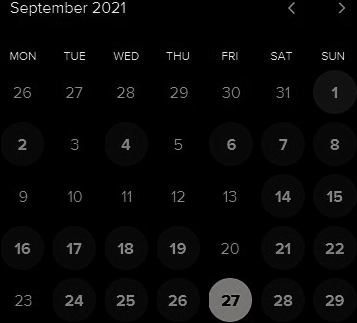 September 2021
MON TUE WED THU FRI SAT SUN
26 27 28 29 30 31 1
2 3 4 5 6 7 8
9 10 11 12 13 14 15
16 17 18 19 20 21 22
23 24 25 26 27 28 29